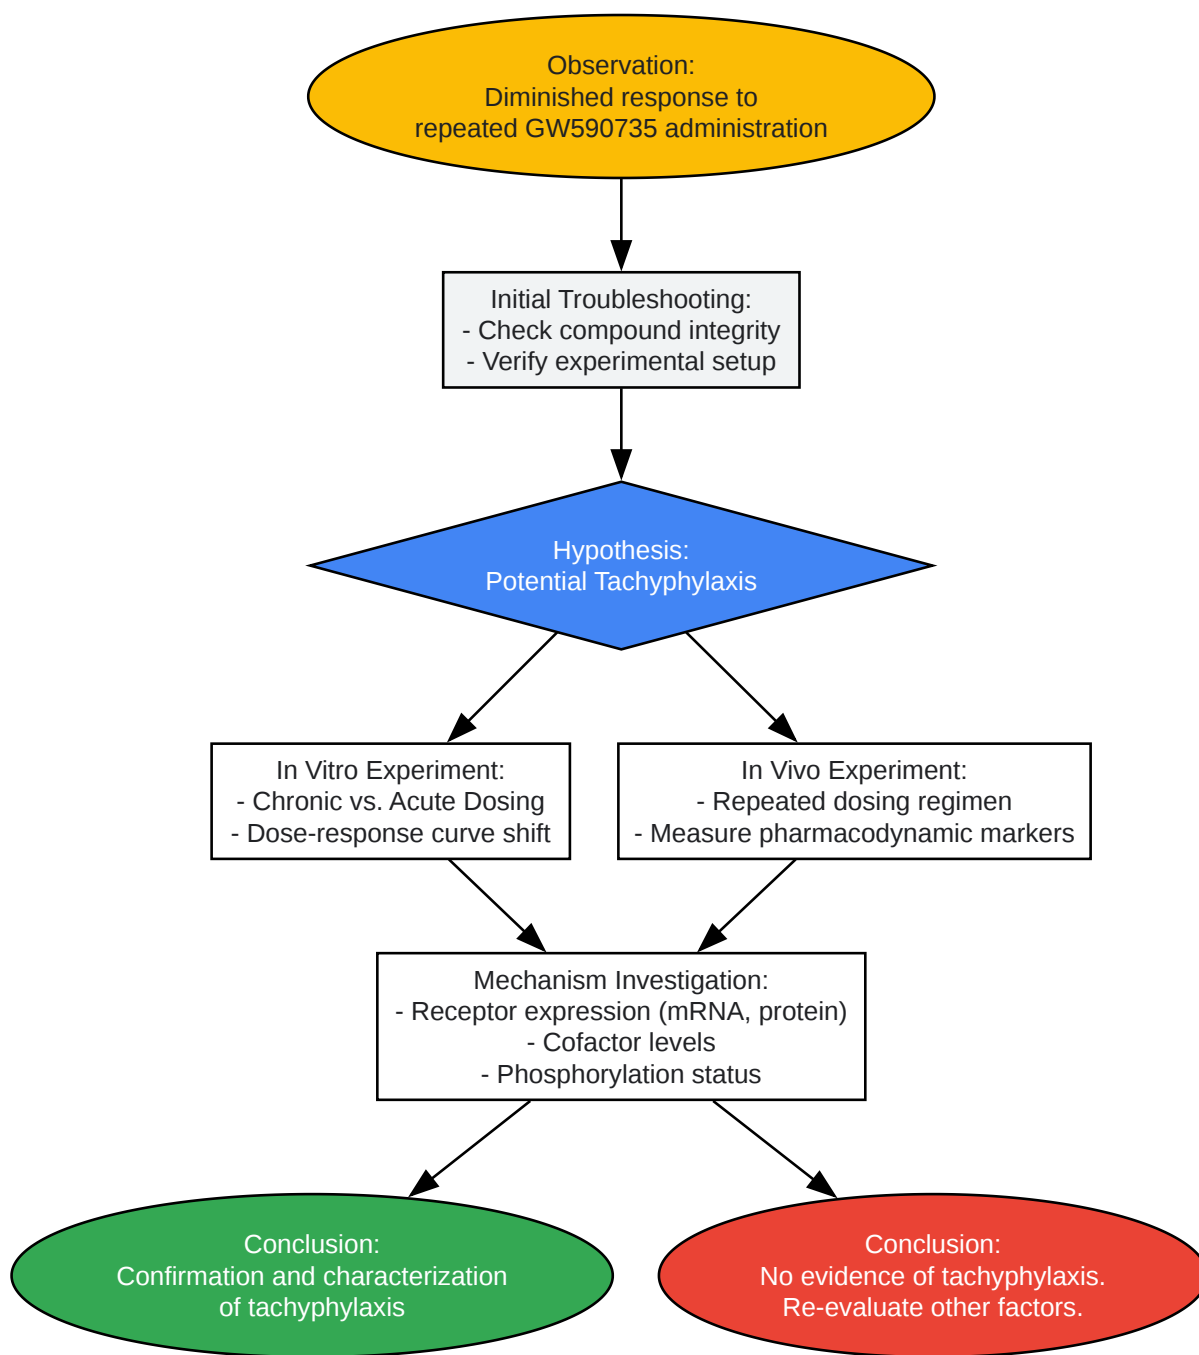 Observation:
Diminished response to
repeated GW590735 administration
Initial Troubleshooting:
- Check compound integrity
- Verify experimental setup
Hypothesis:
Potential Tachyphylaxis
In Vitro Experiment:
- Chronic vs. Acute Dosing
- Dose-response curve shift
In Vivo Experiment:
- Repeated dosing regimen
- Measure pharmacodynamic markers
Mechanism Investigation:
- Receptor expression (mRNA, protein)
- Cofactor levels
- Phosphorylation status
Conclusion:
Confirmation and characterization
of tachyphylaxis
Conclusion:
No evidence of tachyphylaxis.
Re-evaluate other factors.